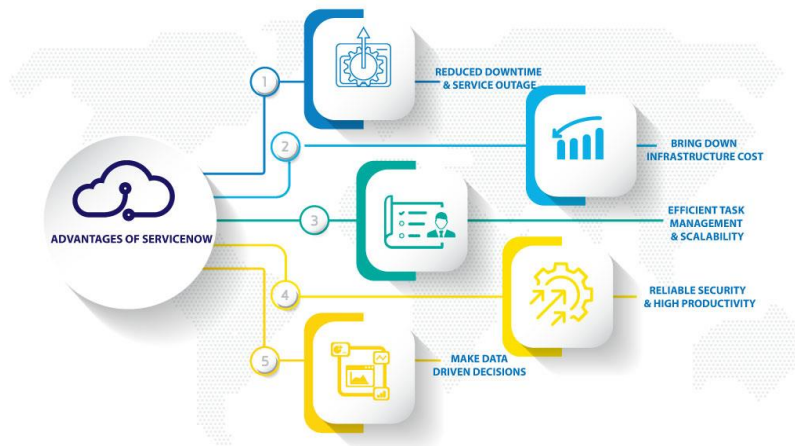 ADVANTAGES OF SERVICENOW
1
REDUCED DOWNTIME
& SERVICE OUTAGE
2
BRING DOWN
INFRASTRUCTURE COST
3
EFFICIENT TASK
MANAGEMENT
& SCALABILITY
4
RELIABLE SECURITY
& HIGH PRODUCTIVITY
5
MAKE DATA
DRIVEN DECISIONS